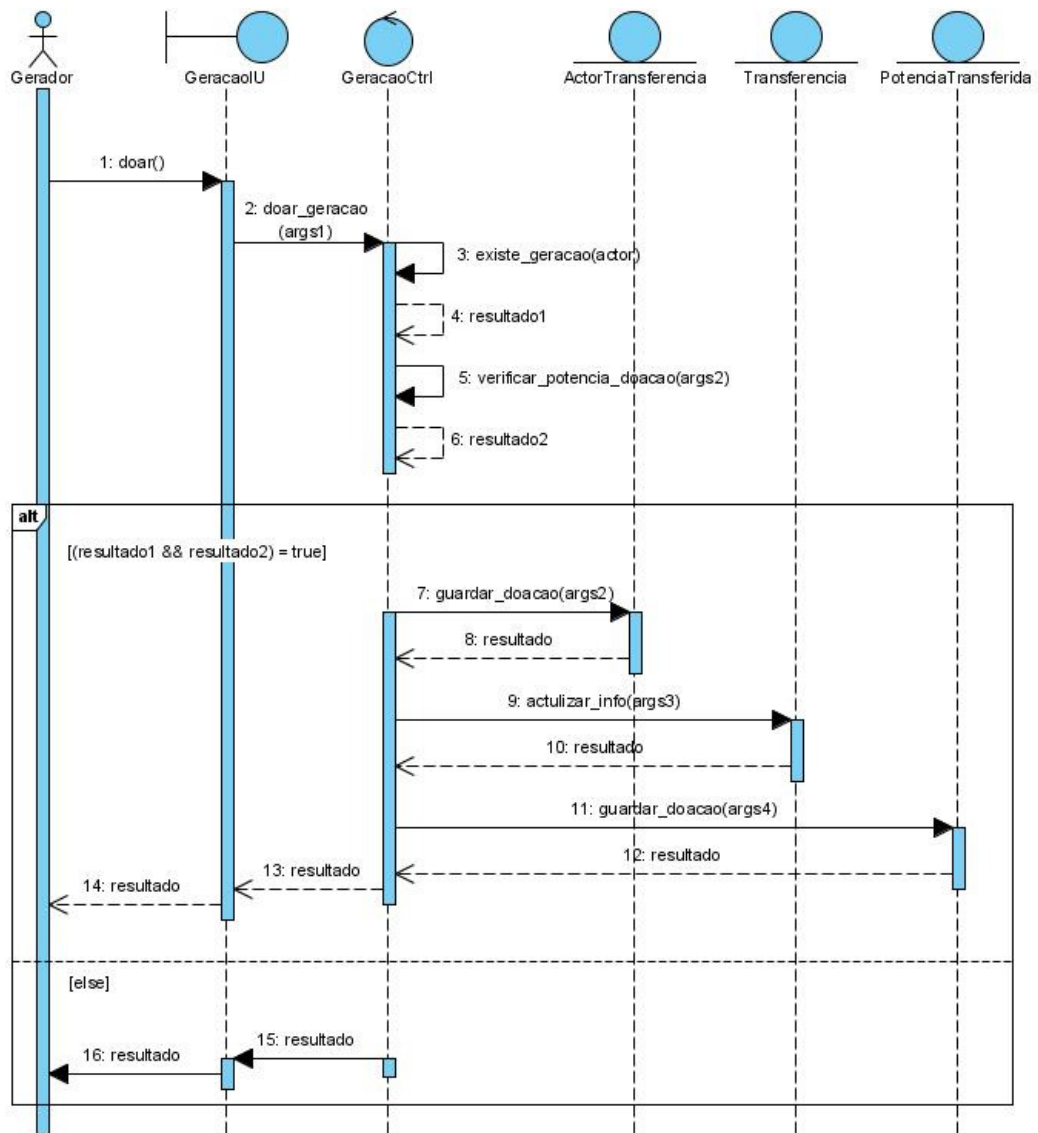 Gerador
GeracaoIU
GeracaoCtrl
ActorTransferencia
Transferencia
PotenciaTransferida
1: doar()
2: doar_geracao
(args1)
3: existe_geracao(actor)
4: resultado1
5: verificar_potencia_doacao(args2)
6: resultado2
alt
[(resultado1 && resultado2) = true]
7: guardar_doacao(args2)
8: resultado
9: actulizar_info(args3)
10: resultado
11: guardar_doacao(args4)
12: resultado
13: resultado
14: resultado
[else]
15: resultado
16: resultado